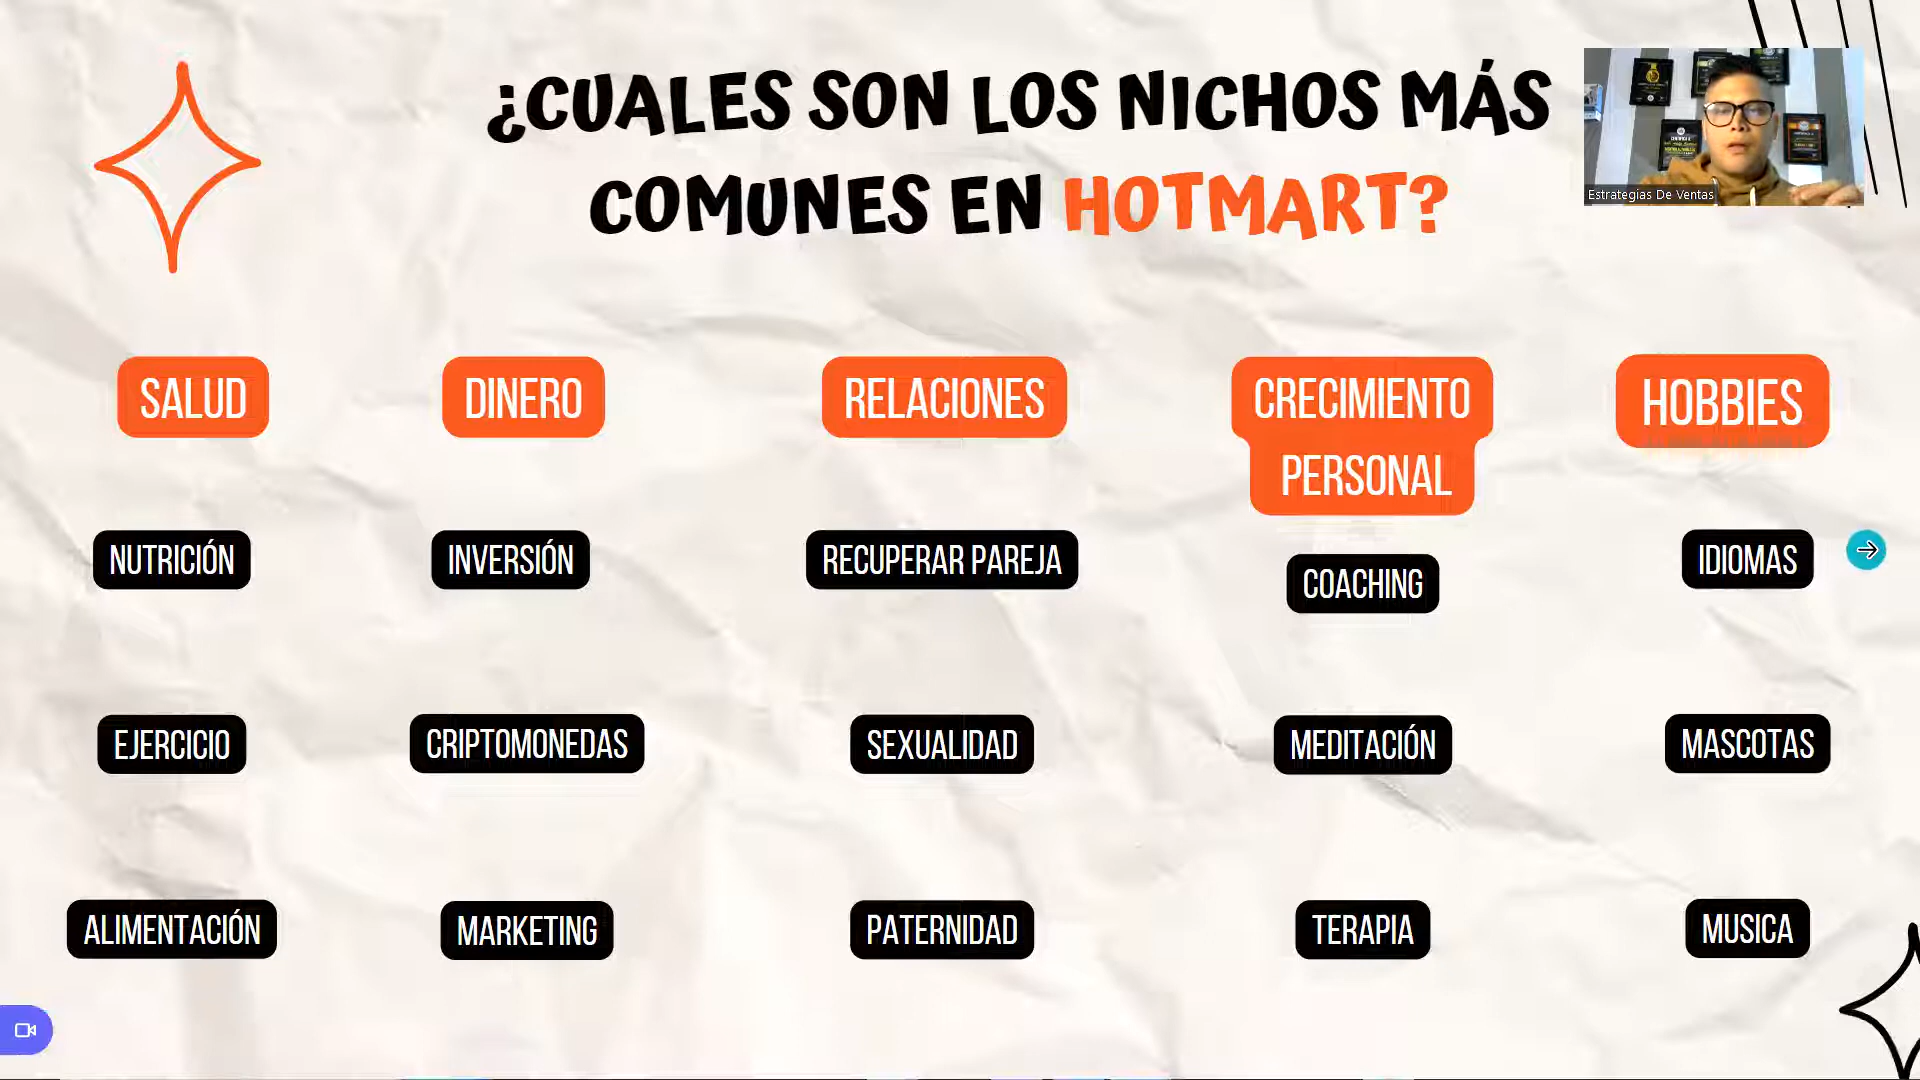 ¿CUALES SON LOS NICHOS MÁS
COMUNES EN HOTMART?
Estrategias De Ventas
SALUD
DINERO
RELACIONES
CRECIMIENTO
PERSONAL
HOBBIES
NUTRICIÓN
INVERSIÓN
RECUPERAR PAREJA
COACHING
IDIOMAS
EJERCICIO
CRIPTOMONEDAS
SEXUALIDAD
MEDITACIÓN
MASCOTAS
ALIMENTACIÓN
MARKETING
PATERNIDAD
TERAPIA
MUSICA